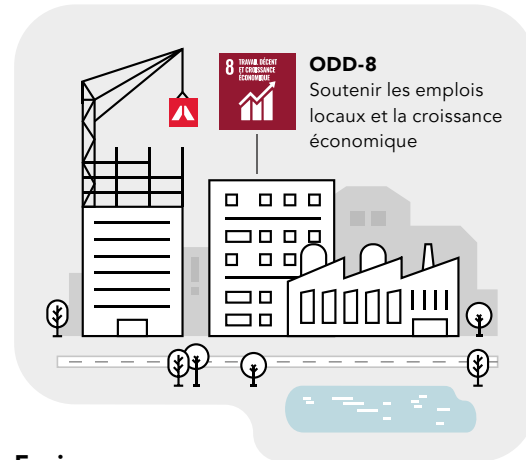 8 TRAVAIL DÉCENT
ET CROISSANCE
ÉCONOMIQUE
ODD-8
Soutenir les emplois
locaux et la croissance
économique